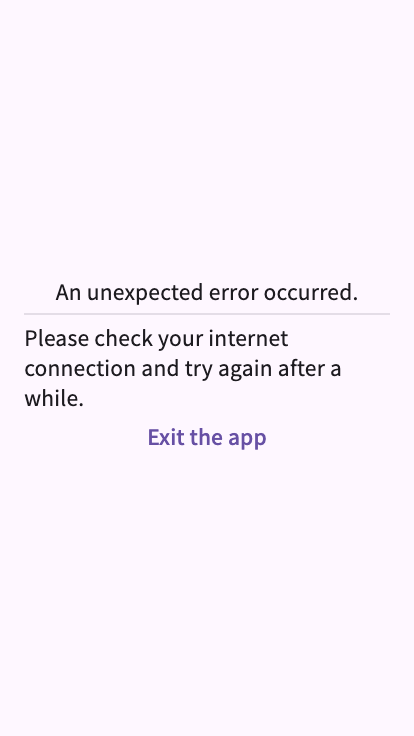 An unexpected error occurred.
Please check your internet
connection and try again after a
while.
Exit the app